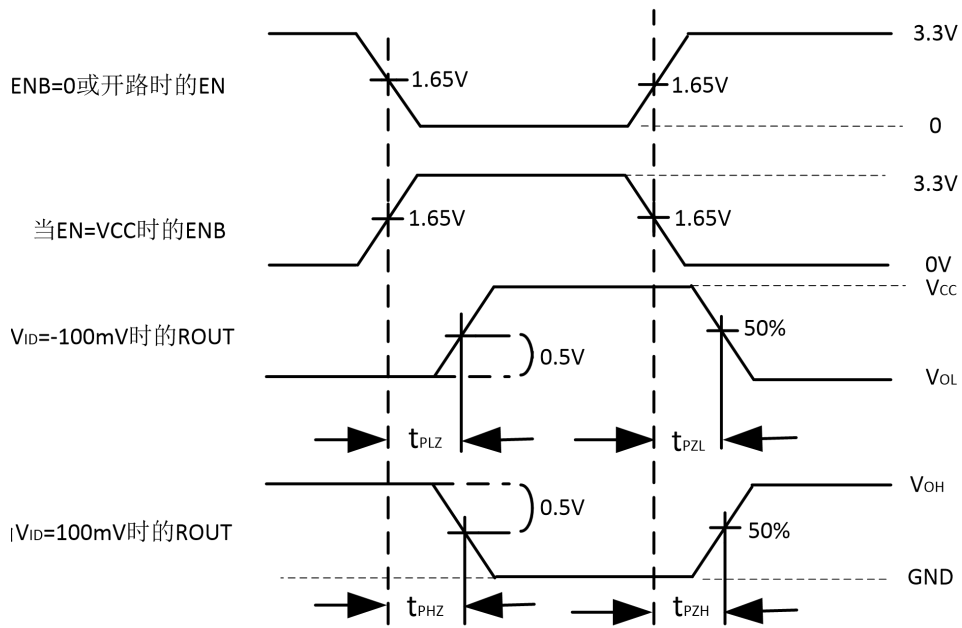 3.3V
ENB=0或开路时的EN
1.65V
1.65V
0
3.3V
当EN=VCC时的ENB
1.65V
1.65V
0V
VCC
VID=-100mV时的ROUT
0.5V
50%
VOL
tPLZ
tPZL
VOH
VID=100mV时的ROUT
0.5V
50%
GND
tPHZ
tPZH